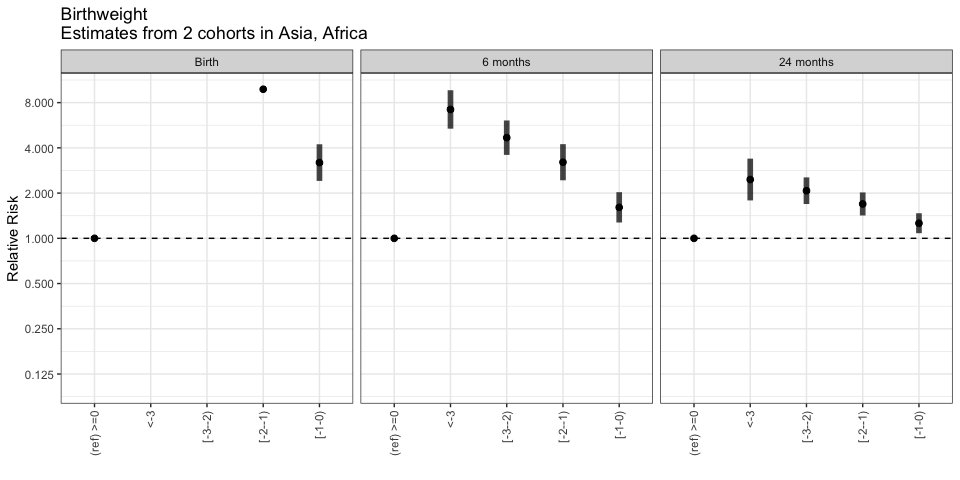 Birthweight
Estimates from 2 cohorts in Asia, Africa
Birth
6 months
24 months
Relative Risk
8.000
4.000
2.000
1.000
0.500
0.250
0.125
(ref) >=0
<-3
[-3--2)
[-2--1)
[-1-0)
(ref) >=0
<-3
[-3--2)
[-2--1)
[-1-0)
(ref) >=0
<-3
[-3--2)
[-2--1)
[-1-0)